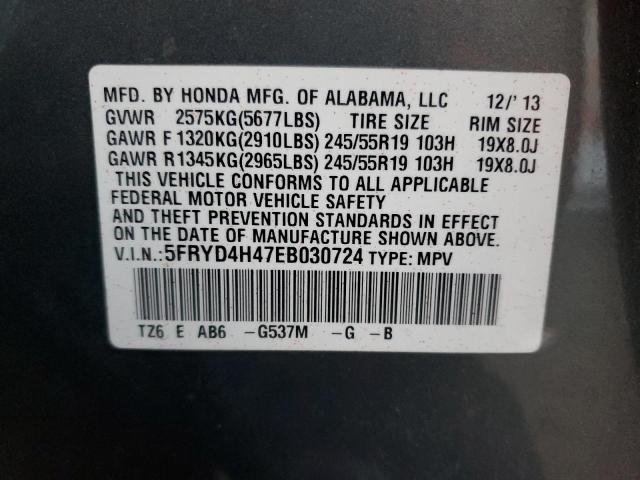 MFD. BY HONDA MFG. OF ALABAMA, LLC 12/' 13
GVWR 2575KG(5677LBS) TIRE SIZE RIM SIZE
GAWR F 1320KG(2910LBS) 245/55R19 103H 19X8.0J
GAWR R1345KG(2965LBS) 245/55R19 103H 19X8.0J
THIS VEHICLE CONFORMS TO ALL APPLICABLE
FEDERAL MOTOR VEHICLE SAFETY
AND THEFT PREVENTION STANDARDS IN EFFECT
ON THE DATE OF MANUFACTURE SHOWN ABOVE.
V.I.N.: 5FRYD4H47EB030724 TYPE: MPV
TZ6 E AB6 -G537M -G -B